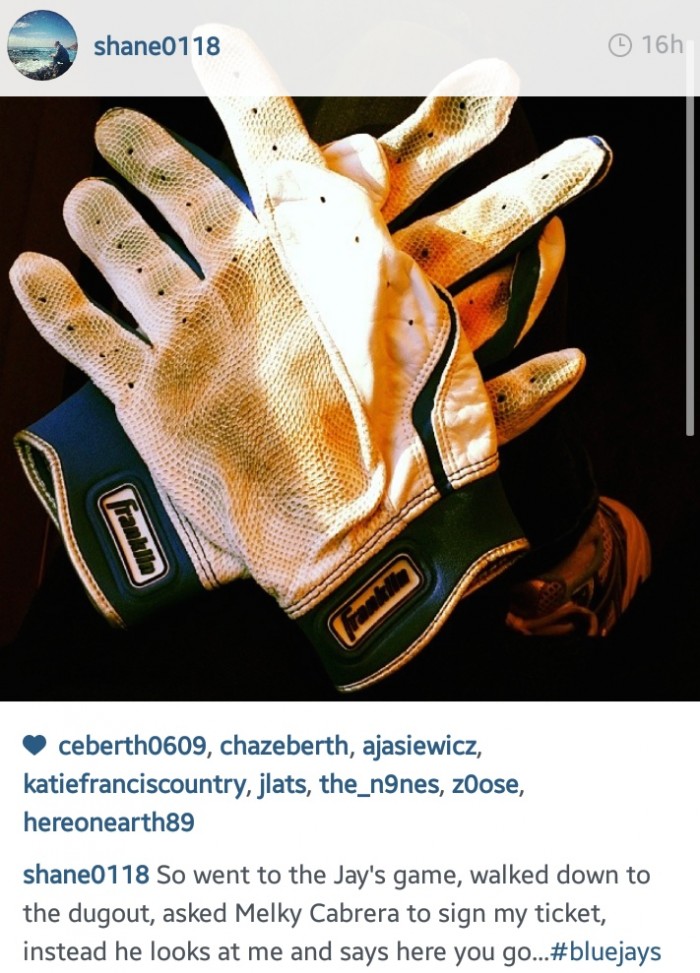 shane0118
16h
Franklin
Franklin
ceberth0609, chazeberth, ajasiewicz,
katiefranciscountry, jlats, the_n9nes, z0ose,
hereonearth89
shane0118 So went to the Jay's game, walked down to
the dugout, asked Melky Cabrera to sign my ticket,
instead he looks at me and says here you go...#bluejays